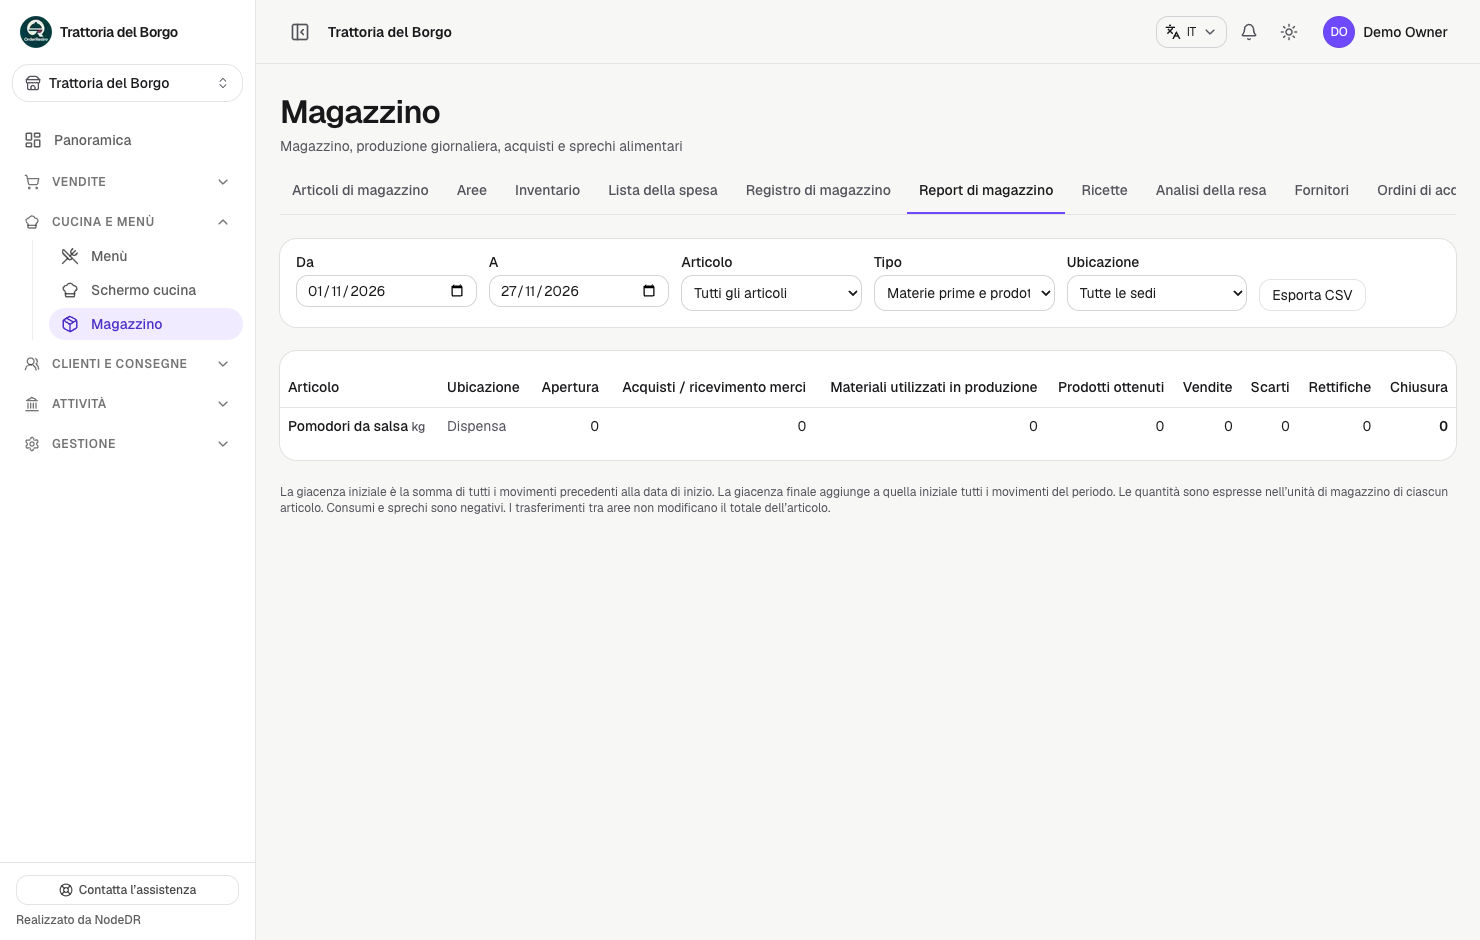 Trattoria del Borgo
Trattoria del Borgo
Panoramica
VENDITE
CUCINA E MENÙ
Menù
Schermo cucina
Magazzino
CLIENTI E CONSEGNE
ATTIVITÀ
GESTIONE
Contatta l'assistenza
Realizzato da NodeDR
Trattoria del Borgo
IT
DO Demo Owner
Magazzino
Magazzino, produzione giornaliera, acquisti e sprechi alimentari
Articoli di magazzino Aree Inventario Lista della spesa Registro di magazzino Report di magazzino Ricette Analisi della resa Fornitori Ordini di acc
Da A Articolo Tipo Ubicazione
01/11/2026 27/11/2026 Tutti gli articoli Materie prime e prodot Tutte le sedi Esporta CSV
Articolo Ubicazione Apertura Acquisti / ricevimento merci Materiali utilizzati in produzione Prodotti ottenuti Vendite Scarti Rettifiche Chiusura
Pomodori da salsa kg Dispensa 0 0 0 0 0 0 0 0
La giacenza iniziale è la somma di tutti i movimenti precedenti alla data di inizio. La giacenza finale aggiunge a quella iniziale tutti i movimenti del periodo. Le quantità sono espresse nell'unità di magazzino di ciascun
articolo. Consumi e sprechi sono negativi. I trasferimenti tra aree non modificano il totale dell'articolo.